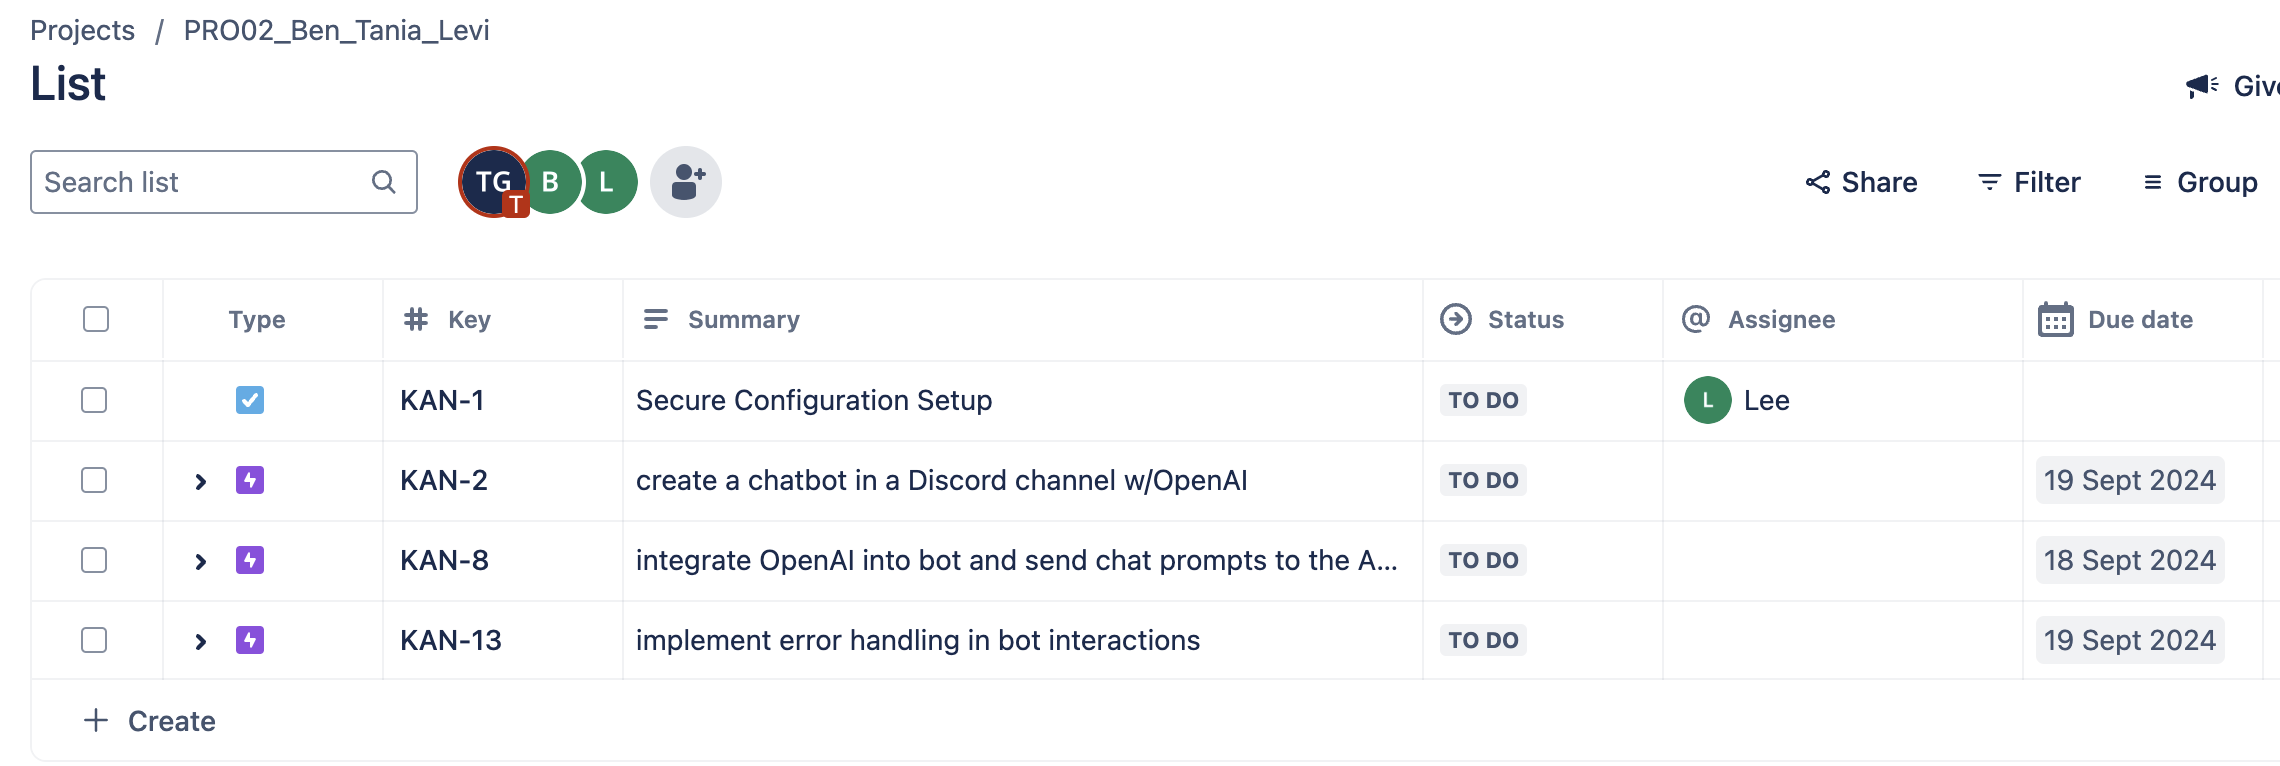 Projects / PRO02_Ben_Tania_Levi
List
Give
Search list
TG T B L
Share Filter Group
Type Key Summary Status Assignee Due date
KAN-1 Secure Configuration Setup TO DO L Lee
KAN-2 create a chatbot in a Discord channel w/OpenAI TO DO 19 Sept 2024
KAN-8 integrate OpenAI into bot and send chat prompts to the A... TO DO 18 Sept 2024
KAN-13 implement error handling in bot interactions TO DO 19 Sept 2024
+ Create